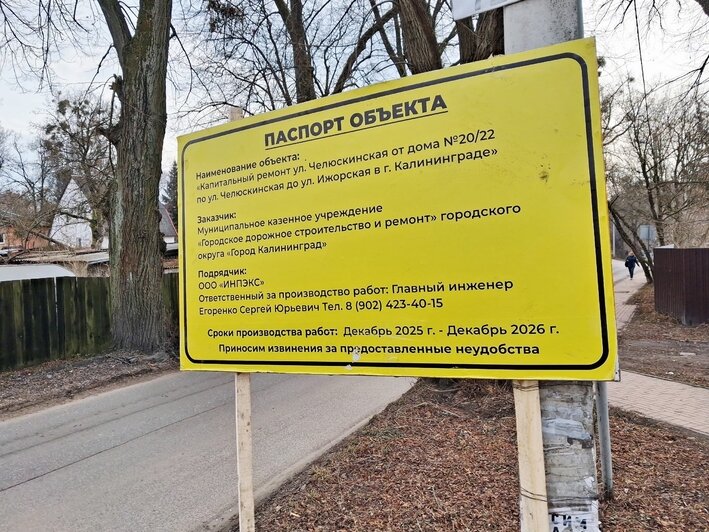 ПАСПОРТ ОБЪЕКТА
Наименование объекта:
«Капитальный ремонт ул. Челюскинская от дома №20/22
по ул. Челюскинская до ул. Ижорская в г. Калининграде»
Заказчик:
Муниципальное казенное учреждение
«Городское дорожное строительство и ремонт» городского
округа «Город Калининград»
Подрядчик:
ООО «ИНПЭКС»
Ответственный за производство работ: Главный инженер
Егоренко Сергей Юрьевич Тел. 8 (902) 423-40-15
Сроки производства работ: Декабрь 2025 г. - Декабрь 2026 г.
Приносим извинения за предоставленные неудобства